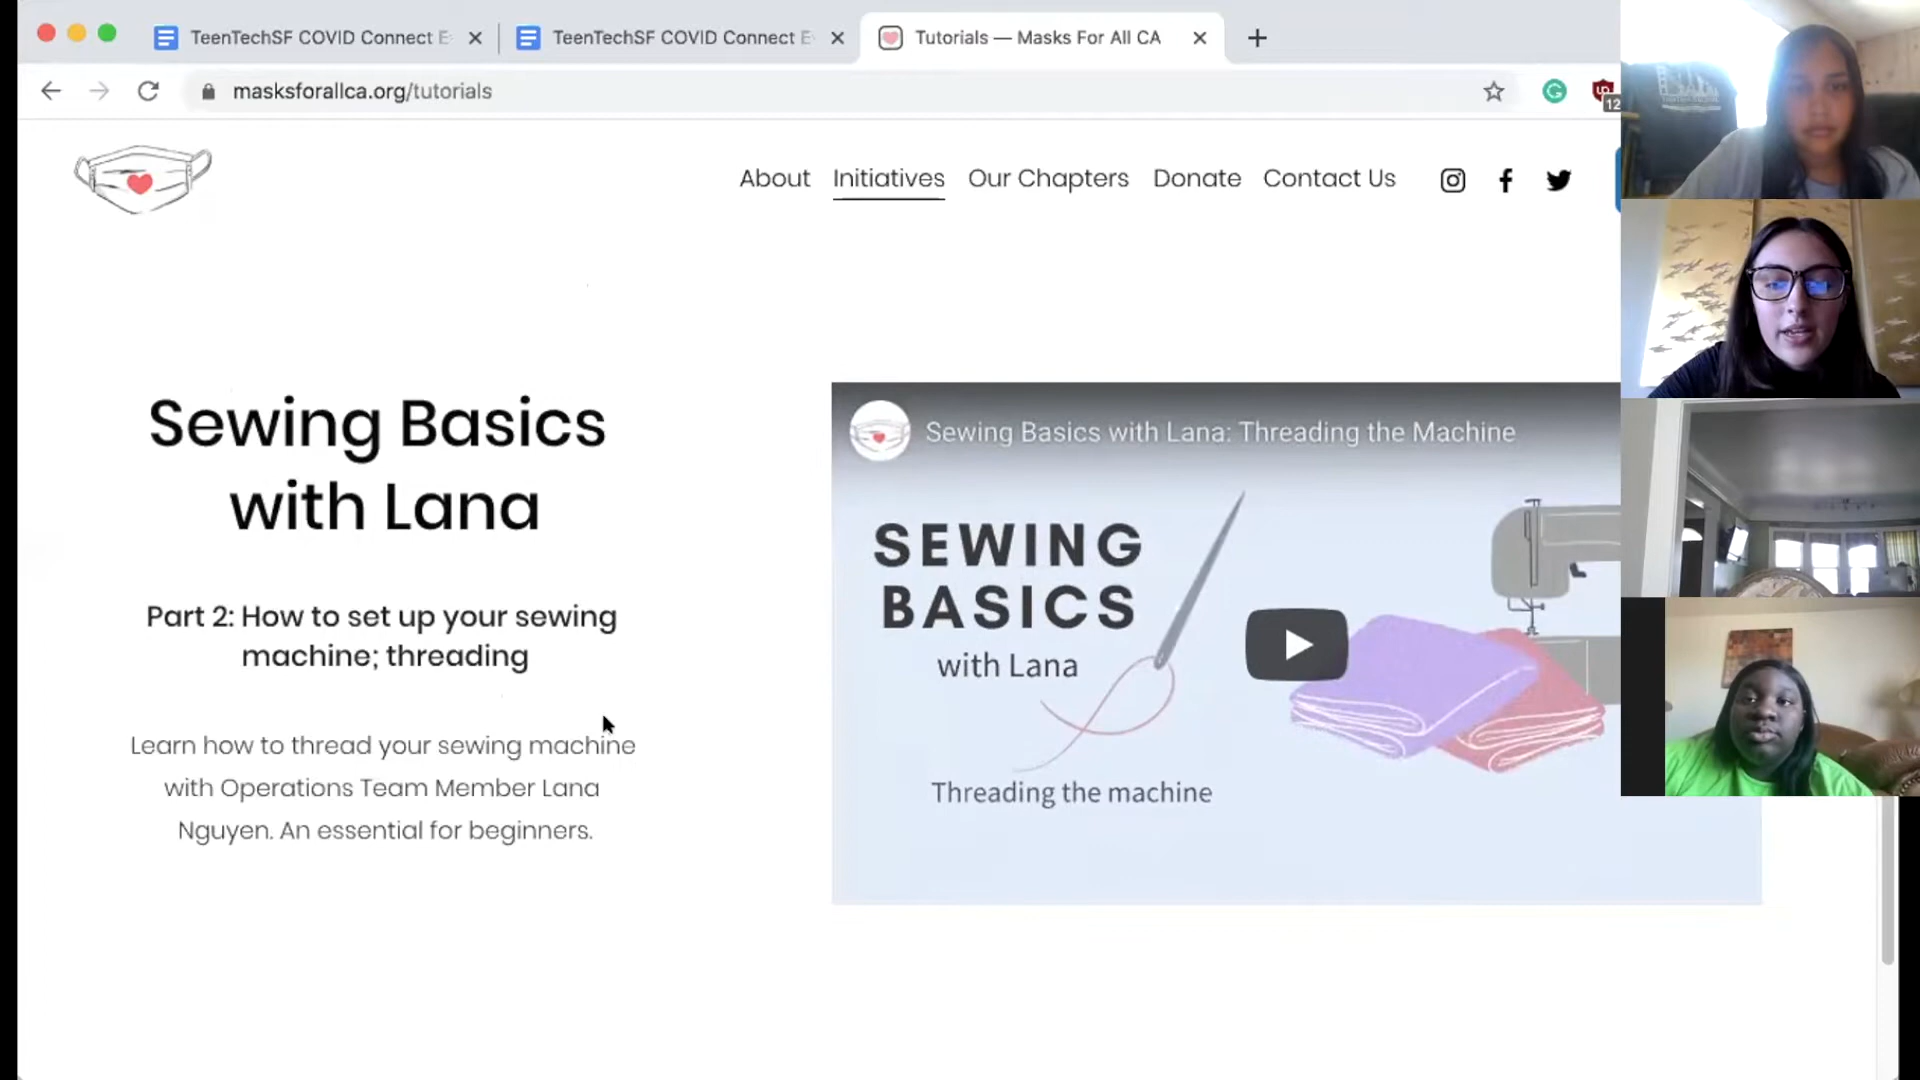 TeenTechSF COVID Connect E
TeenTechSF COVID Connect E
Tutorials — Masks For All CA
masksforallca.org/tutorials
12
About Initiatives Our Chapters Donate Contact Us
Sewing Basics
with Lana
Part 2: How to set up your sewing
machine; threading
Learn how to thread your sewing machine
with Operations Team Member Lana
Nguyen. An essential for beginners.
Sewing Basics with Lana: Threading the Machine
SEWING
BASICS
with Lana
Threading the machine